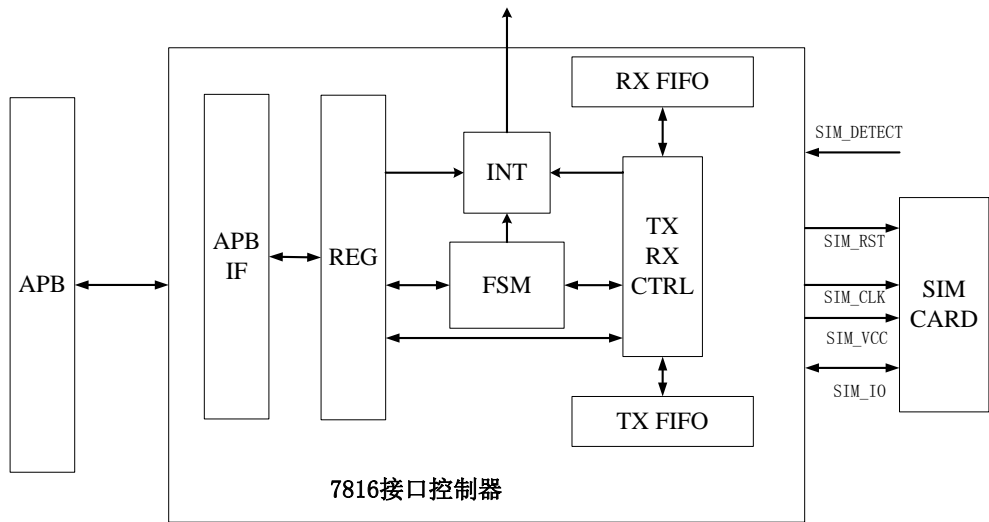 RX FIFO
SIM_DETECT
INT
APB
APB
IF
REG
FSM
TX
RX
CTRL
SIM_RST
SIM_CLK
SIM_VCC
SIM_IO
SIM
CARD
TX FIFO
7816接口控制器